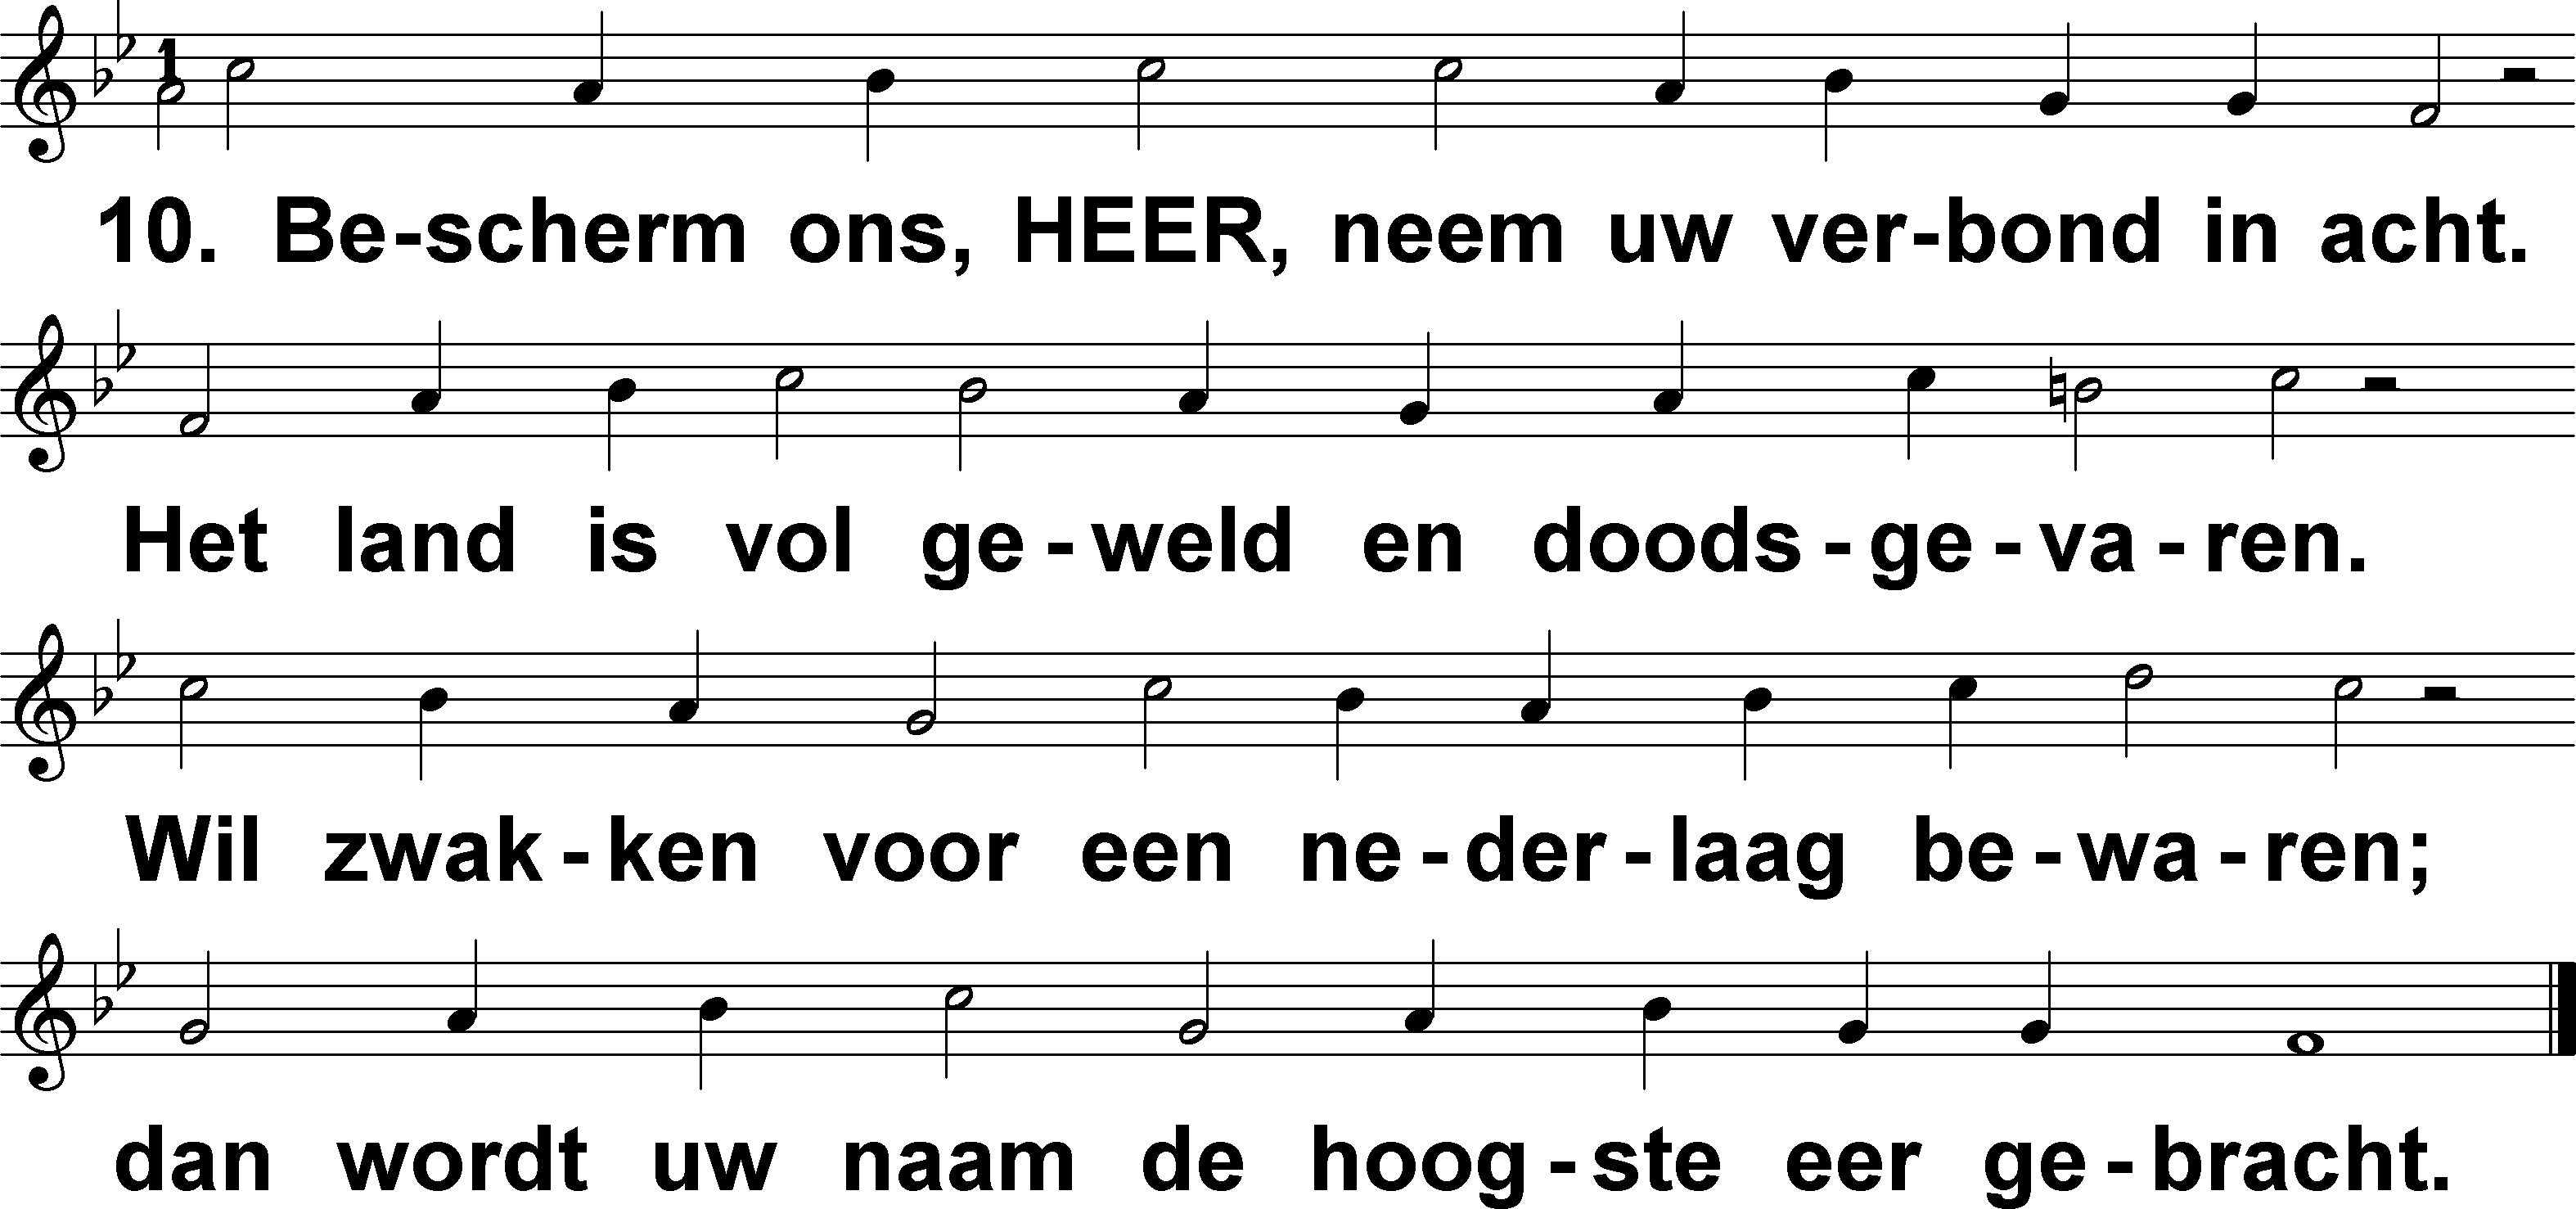 1
10. Be-scherm ons, HEER, neem uw ver-bond in acht.
Het land is vol ge-weld en doods-ge-va-ren.
Wil zwak-ken voor een ne-der-laag be-wa-ren;
dan wordt uw naam de hoog-ste eer ge-bracht.